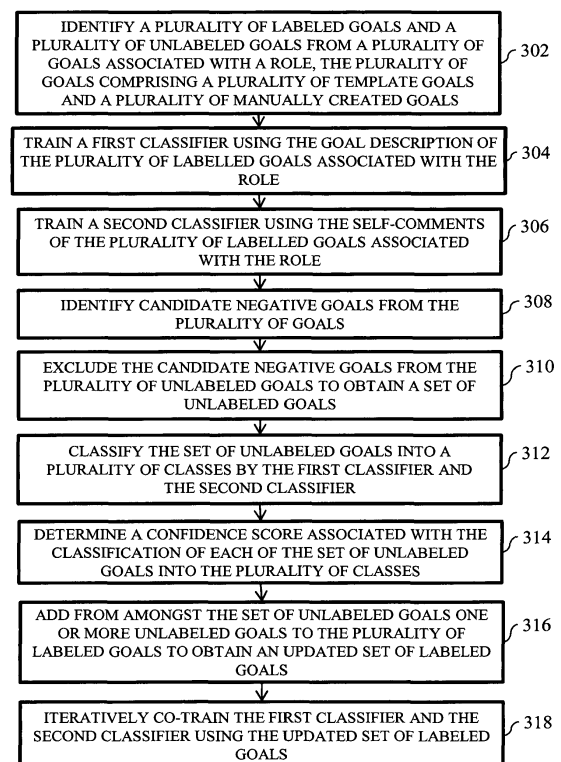 IDENTIFY A PLURALITY OF LABELED GOALS AND A
PLURALITY OF UNLABELED GOALS FROM A PLURALITY OF
GOALS ASSOCIATED WITH A ROLE, THE PLURALITY OF
GOALS COMPRISING A PLURALITY OF TEMPLATE GOALS
AND A PLURALITY OF MANUALLY CREATED GOALS
302
TRAIN A FIRST CLASSIFIER USING THE GOAL DESCRIPTION OF
THE PLURALITY OF LABELLED GOALS ASSOCIATED WITH THE
ROLE
304
TRAIN A SECOND CLASSIFIER USING THE SELF-COMMENTS
OF THE PLURALITY OF LABELLED GOALS ASSOCIATED
WITH THE ROLE
306
IDENTIFY CANDIDATE NEGATIVE GOALS FROM THE
PLURALITY OF GOALS
308
EXCLUDE THE CANDIDATE NEGATIVE GOALS FROM THE
PLURALITY OF UNLABELED GOALS TO OBTAIN A SET OF
UNLABELED GOALS
310
CLASSIFY THE SET OF UNLABELED GOALS INTO A
PLURALITY OF CLASSES BY THE FIRST CLASSIFIER AND
THE SECOND CLASSIFIER
312
DETERMINE A CONFIDENCE SCORE ASSOCIATED WITH THE
CLASSIFICATION OF EACH OF THE SET OF UNLABELED
GOALS INTO THE PLURALITY OF CLASSES
314
ADD FROM AMONGST THE SET OF UNLABELED GOALS ONE
OR MORE UNLABELED GOALS TO THE PLURALITY OF
LABELED GOALS TO OBTAIN AN UPDATED SET OF LABELED
GOALS
316
ITERATIVELY CO-TRAIN THE FIRST CLASSIFIER AND THE
SECOND CLASSIFIER USING THE UPDATED SET OF LABELED
GOALS
318